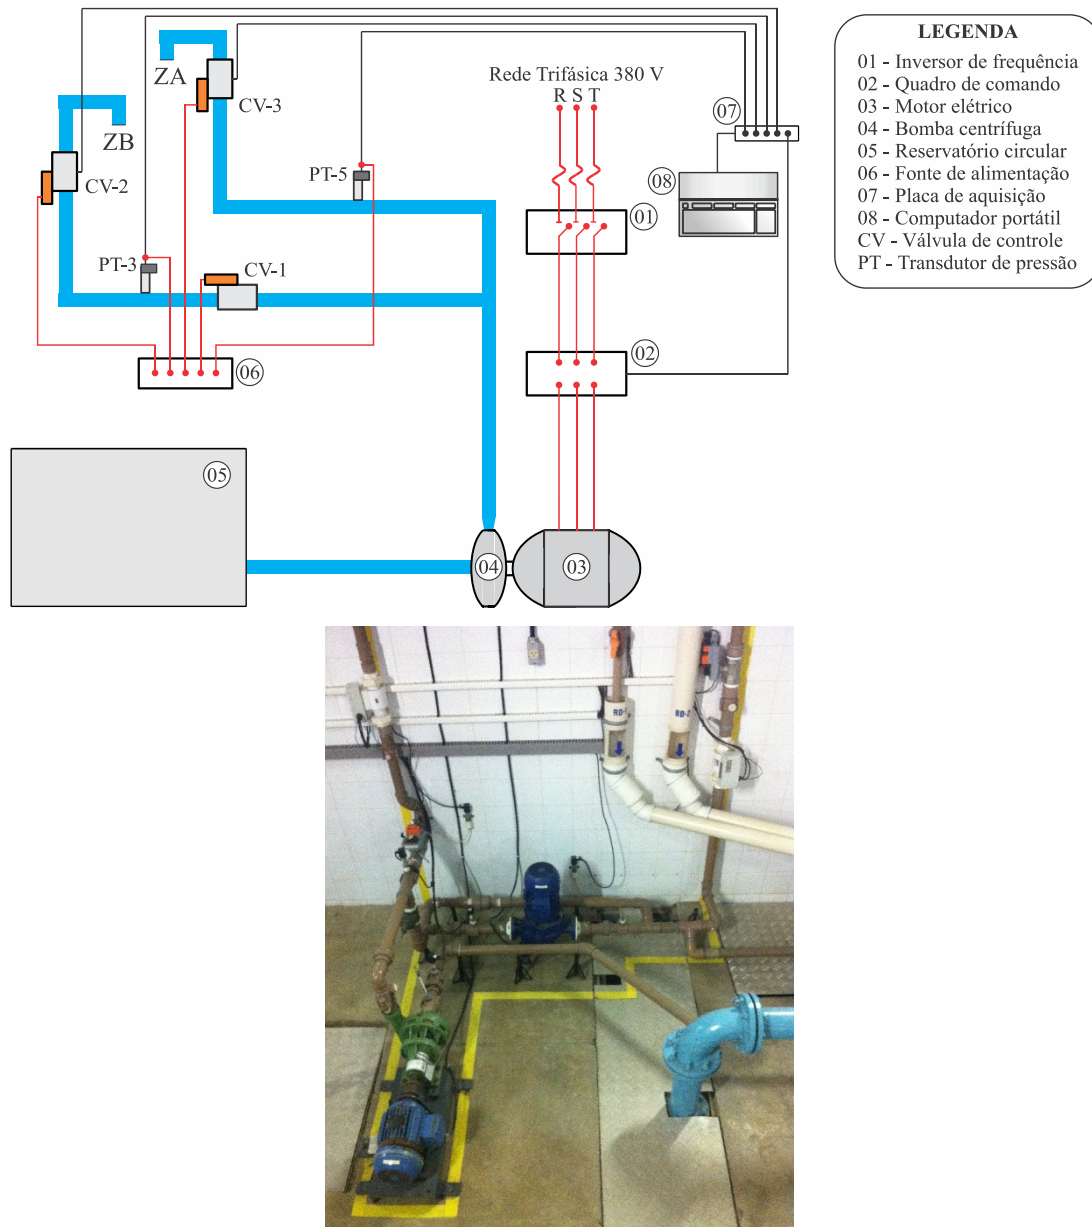 ZA
CV-3
ZB
CV-2
PT-5
PT-3
CV-1
06
05
04
03
Rede Trifásica 380 V
R S T
01
02
07
08
LEGENDA
01 - Inversor de frequência
02 - Quadro de comando
03 - Motor elétrico
04 - Bomba centrífuga
05 - Reservatório circular
06 - Fonte de alimentação
07 - Placa de aquisição
08 - Computador portátil
CV - Válvula de controle
PT - Transdutor de pressão
RD-2